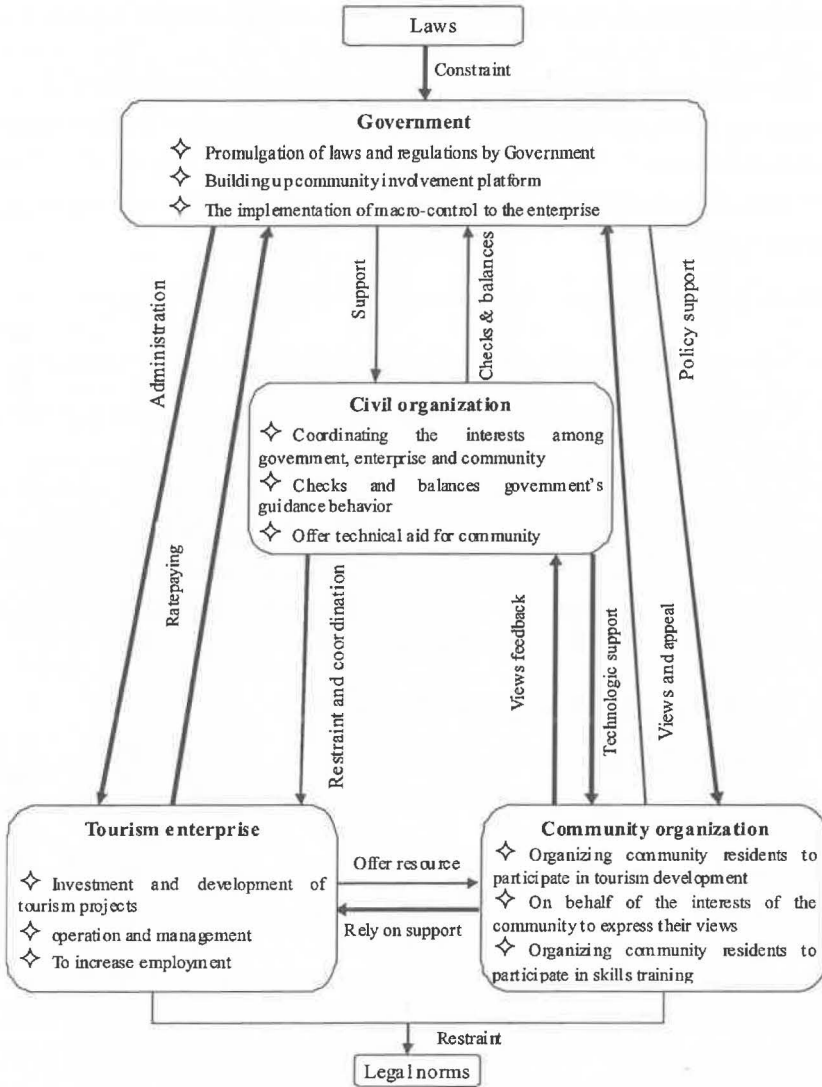 Laws
Constraint
Government
✧ Promulgation of laws and regulations by Government
✧ Building up community involvement platform
✧ The implementation of macro-control to the enterprise
Administration
Ratepaying
Support
Checks & balances
Policy support
Civil organization
✧ Coordinating the interests among
government, enterprise and community
✧ Checks and balances government's
guidance behavior
✧ Offer technical aid for community
Restraint and coordination
Views feedback
Technologic support
Views and appeal
Tourism enterprise
✧ Investment and development of
tourism projects
✧ operation and management
✧ To increase employment
Offer resource
Rely on support
Community organization
✧ Organizing community residents to
participate in tourism development
✧ On behalf of the interests of the
community to express their views
✧ Organizing community residents to
participate in skills training
Restraint
Legal norms